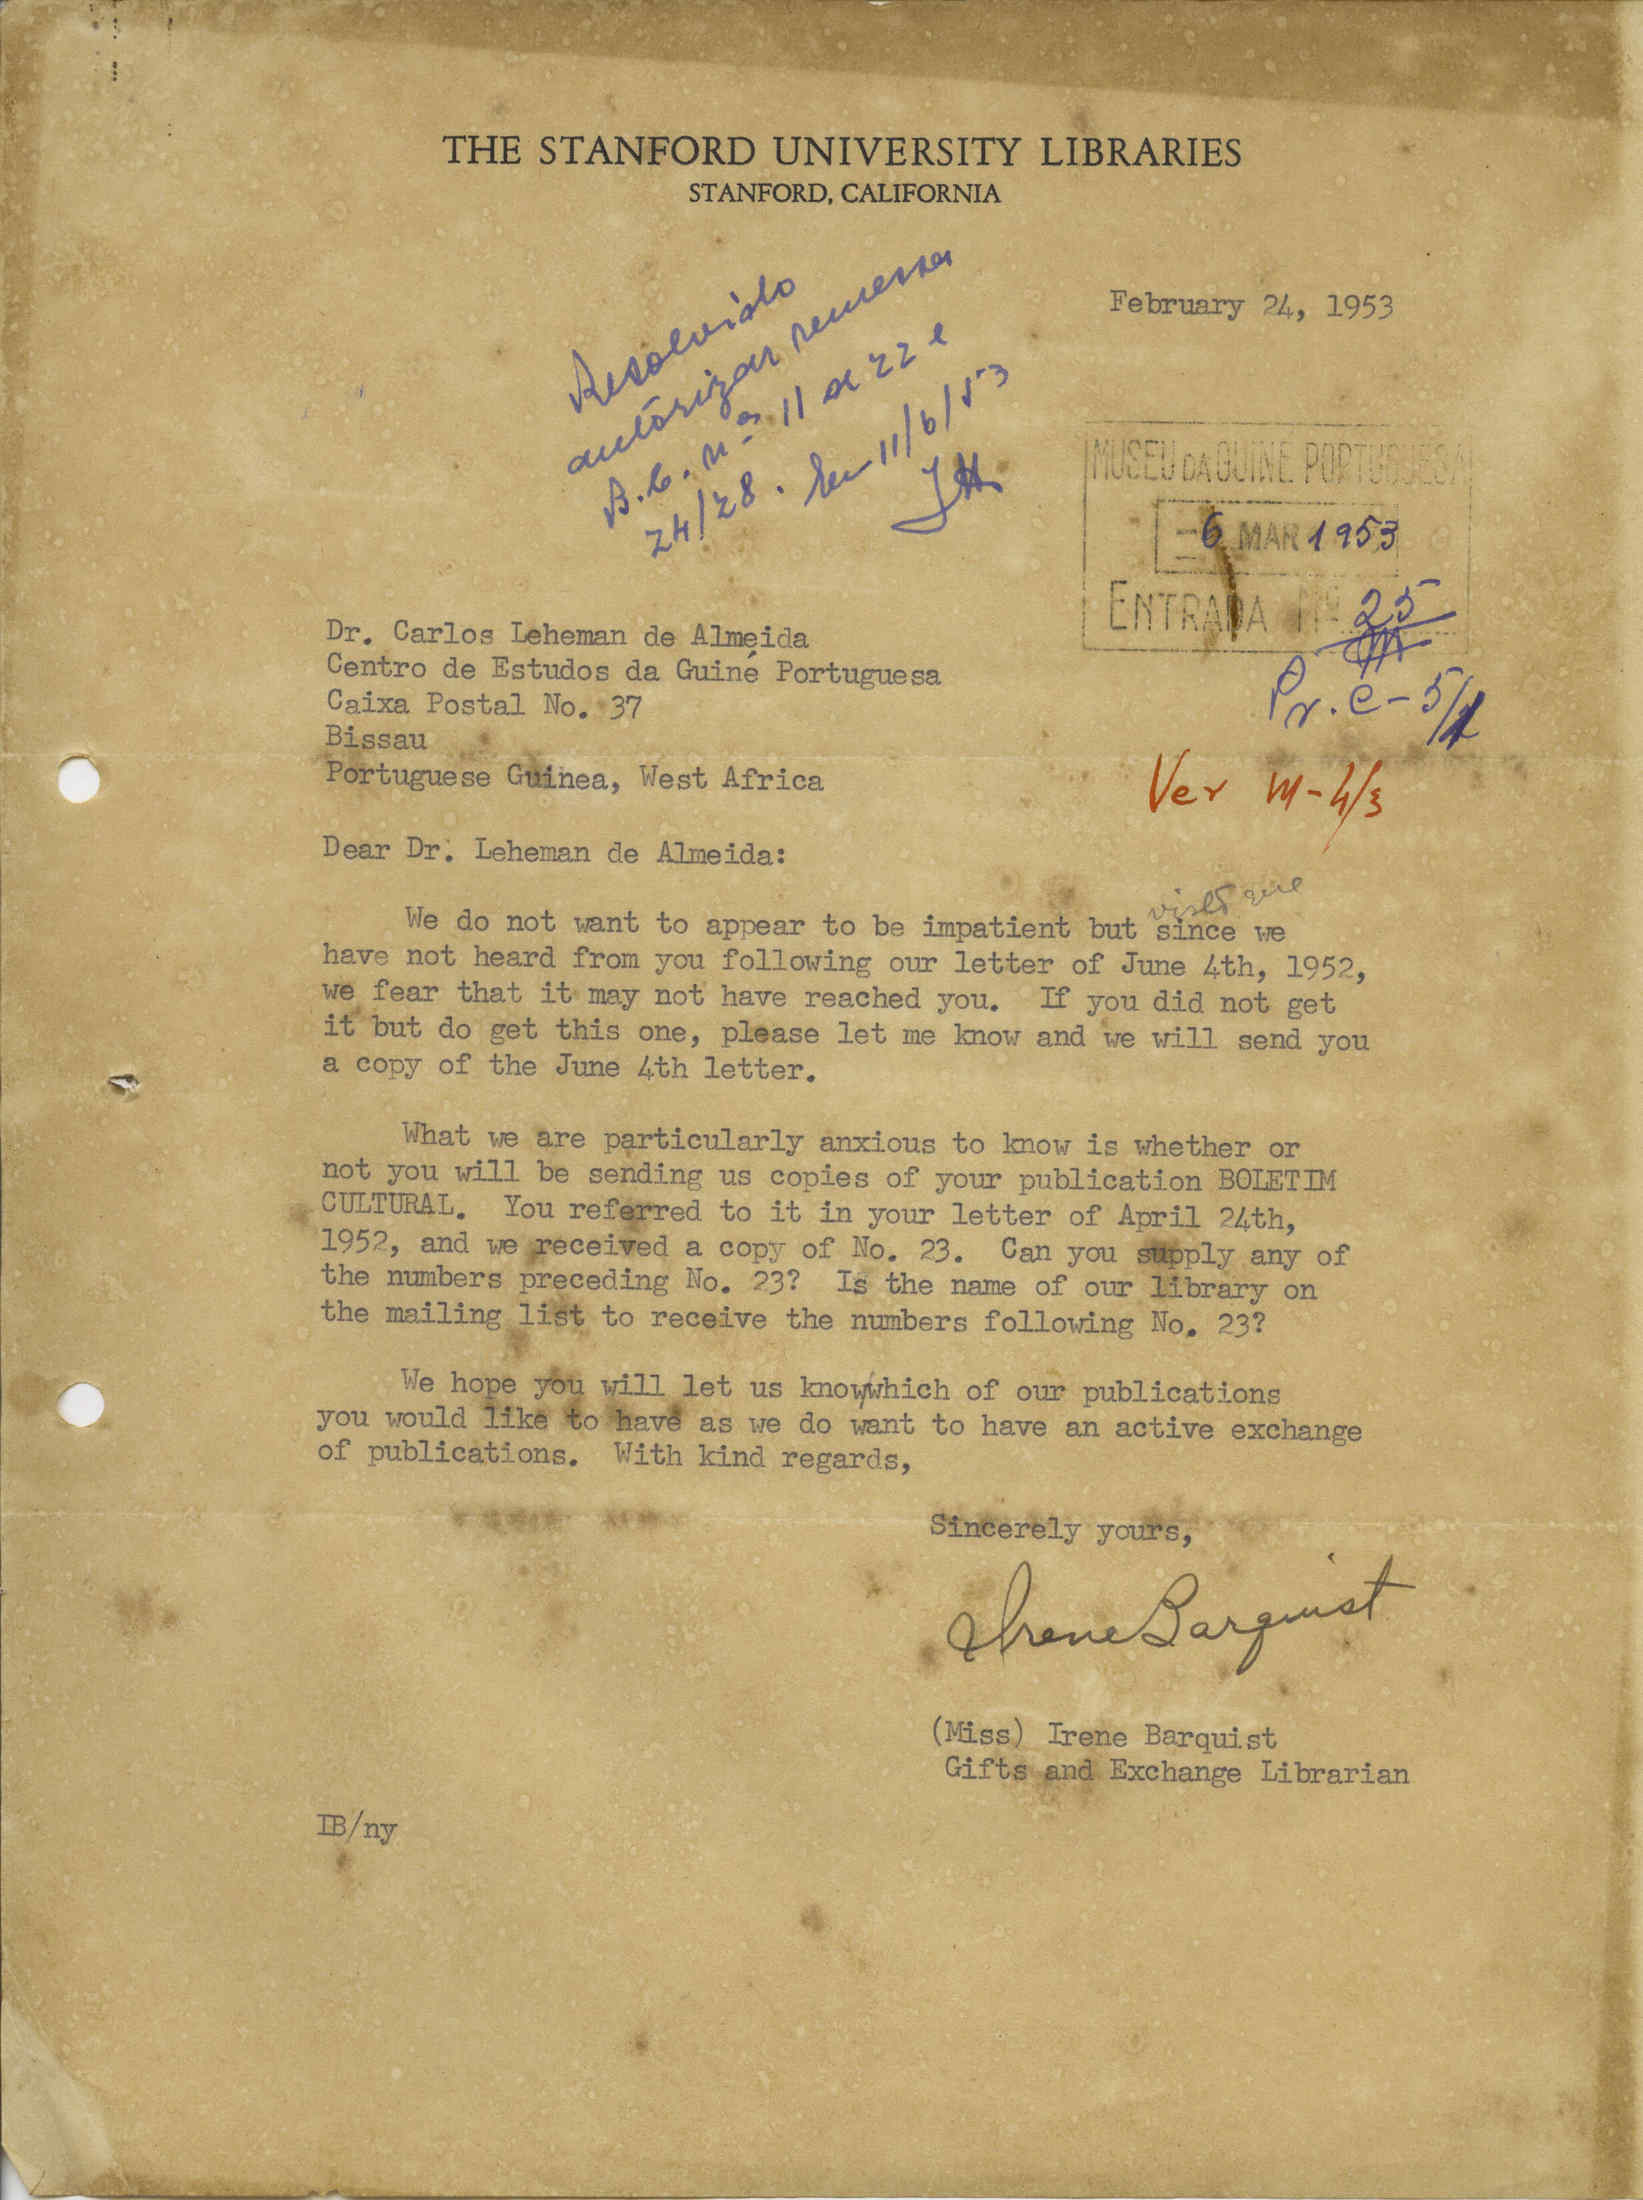 THE STANFORD UNIVERSITY LIBRARIES
STANFORD, CALIFORNIA
February 24, 1953
Resolvido
autorizar remessa
B.C. nos 11 a 22 e
24/28. Em 11/6/53
MUSEU DA GUINÉ PORTUGUESA
6 MAR 1953
ENTRADA Nº 25
Pr. C-5/1
Ver M-4/3
Dr. Carlos Leheman de Almeida
Centro de Estudos da Guiné Portuguesa
Caixa Postal No. 37
Bissau
Portuguese Guinea, West Africa
Dear Dr. Leheman de Almeida:
visto que
We do not want to appear to be impatient but since we
have not heard from you following our letter of June 4th, 1952,
we fear that it may not have reached you. If you did not get
it but do get this one, please let me know and we will send you
a copy of the June 4th letter.
What we are particularly anxious to know is whether or
not you will be sending us copies of your publication BOLETIM
CULTURAL. You referred to it in your letter of April 24th,
1952, and we received a copy of No. 23. Can you supply any of
the numbers preceding No. 23? Is the name of our library on
the mailing list to receive the numbers following No. 23?
We hope you will let us know/which of our publications
you would like to have as we do want to have an active exchange
of publications. With kind regards,
Sincerely yours,
Irene Barquist
(Miss) Irene Barquist
Gifts and Exchange Librarian
IB/ny